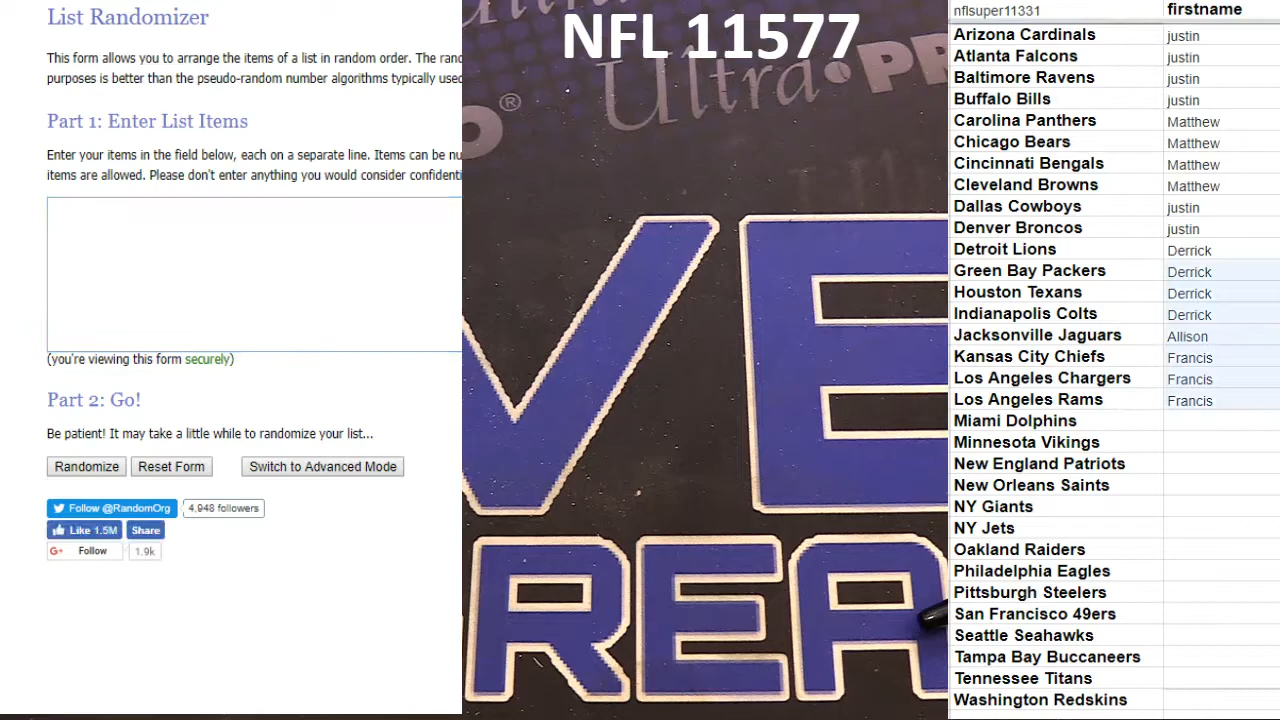 List Randomizer
This form allows you to arrange the items of a list in random order. The rand
purposes is better than the pseudo-random number algorithms typically used
Part 1: Enter List Items
Enter your items in the field below, each on a separate line. Items can be nu
items are allowed. Please don't enter anything you would consider confidenti
(you're viewing this form securely)
Part 2: Go!
Be patient! It may take a little while to randomize your list...
Randomize Reset Form Switch to Advanced Mode
Follow @RandomOrg 4,948 followers
Like 1.5M Share
G+ Follow 1.9k
NFL 11577
Ultra PR
VE
REA
nflsuper11331 firstname
Arizona Cardinals justin
Atlanta Falcons justin
Baltimore Ravens justin
Buffalo Bills justin
Carolina Panthers Matthew
Chicago Bears Matthew
Cincinnati Bengals Matthew
Cleveland Browns Matthew
Dallas Cowboys justin
Denver Broncos justin
Detroit Lions Derrick
Green Bay Packers Derrick
Houston Texans Derrick
Indianapolis Colts Derrick
Jacksonville Jaguars Allison
Kansas City Chiefs Francis
Los Angeles Chargers Francis
Los Angeles Rams Francis
Miami Dolphins
Minnesota Vikings
New England Patriots
New Orleans Saints
NY Giants
NY Jets
Oakland Raiders
Philadelphia Eagles
Pittsburgh Steelers
San Francisco 49ers
Seattle Seahawks
Tampa Bay Buccaneers
Tennessee Titans
Washington Redskins